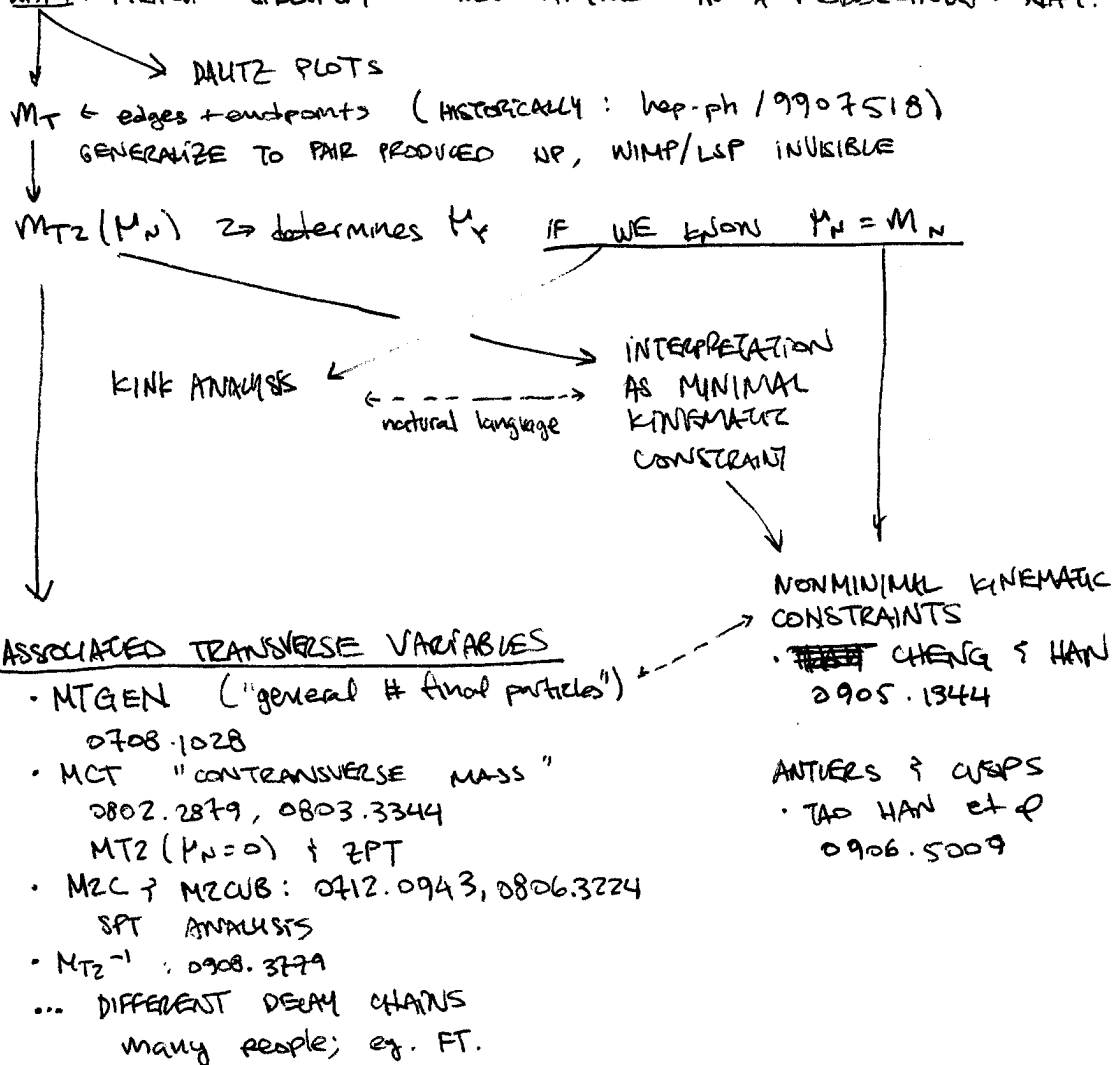 DALITZ PLOTS
MT ← edges + endpoints (HISTORICALLY: hep-ph/9907518)
GENERALIZE TO PAIR PRODUCED NP, WIMP/LSP INVISIBLE
MT2(μN) determines μY IF WE KNOW μN = MN
KINK ANALYSIS
natural language
INTERPRETATION
AS MINIMAL
KINEMATIC
CONSTRAINT
NONMINIMAL KINEMATIC
CONSTRAINTS
· CHENG & HAN
0905.1344
ASSOCIATED TRANSVERSE VARIABLES
· MTGEN ("general # final particles")
0708.1028
· MCT "CONTRANSVERSE MASS"
0802.2879, 0803.3344
MT2(μN=0) & ZPT
· M2C & M2CUB: 0712.0943, 0806.3224
SPT ANALYSIS
· MT2⁻¹ : 0908.3779
... DIFFERENT DECAY CHAINS
many people; eg. FT.
& CUSPS
· TAO HAN et
0906.5009